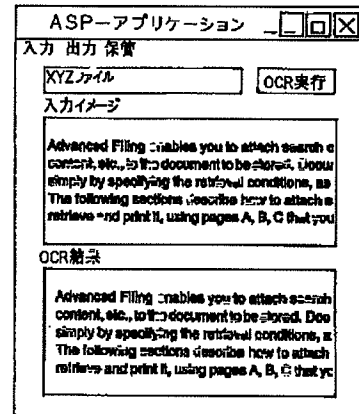 ASPーアプリケーション
入力 出力 保管
XYZファイル
OCR実行
入力イメージ
Advanced Filing enables you to attach search c
content, etc., to the document to be stored. Docur
simply by specifying the retrieval conditions, as
The following sections describe how to attach s
retrieve and print it, using pages A, B, C that you
OCR結果
Advanced Filing enables you to attach search
content, etc., to the document to be stored. Doc
simply by specifying the retrieval conditions, a
The following sections describe how to attach
retrieve and print it, using pages A, B, C that yo